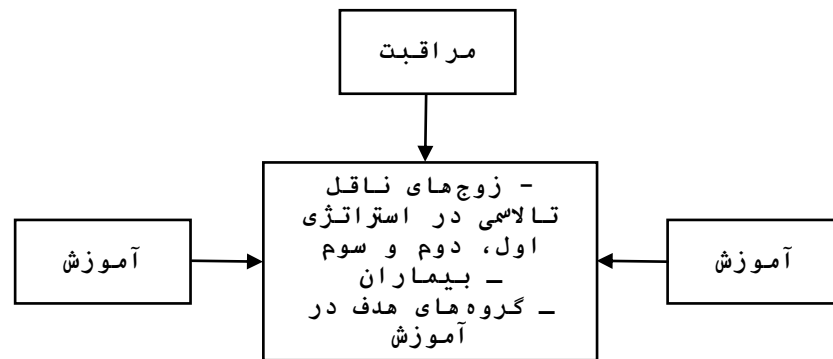 مراقبت
- زوج‌های ناقل
تالاسمی در استراتژی
اول، دوم و سوم
ـ بیماران
ـ گروه‌های هدف در
آموزش
آموزش
آموزش